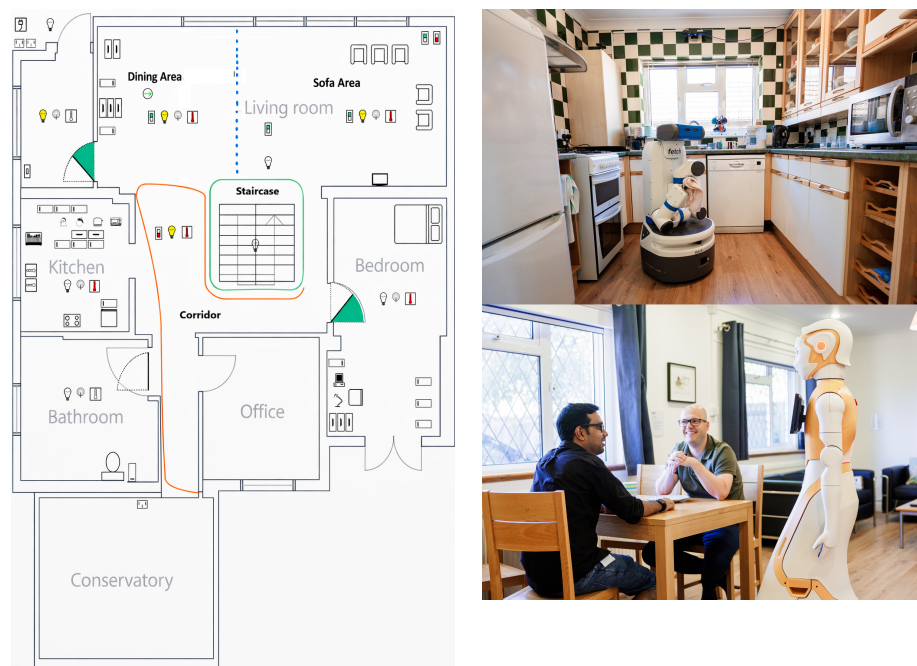 Dining Area
Sofa Area
Living room
Staircase
Kitchen
Bedroom
Corridor
Bathroom
Office
Conservatory
fetch